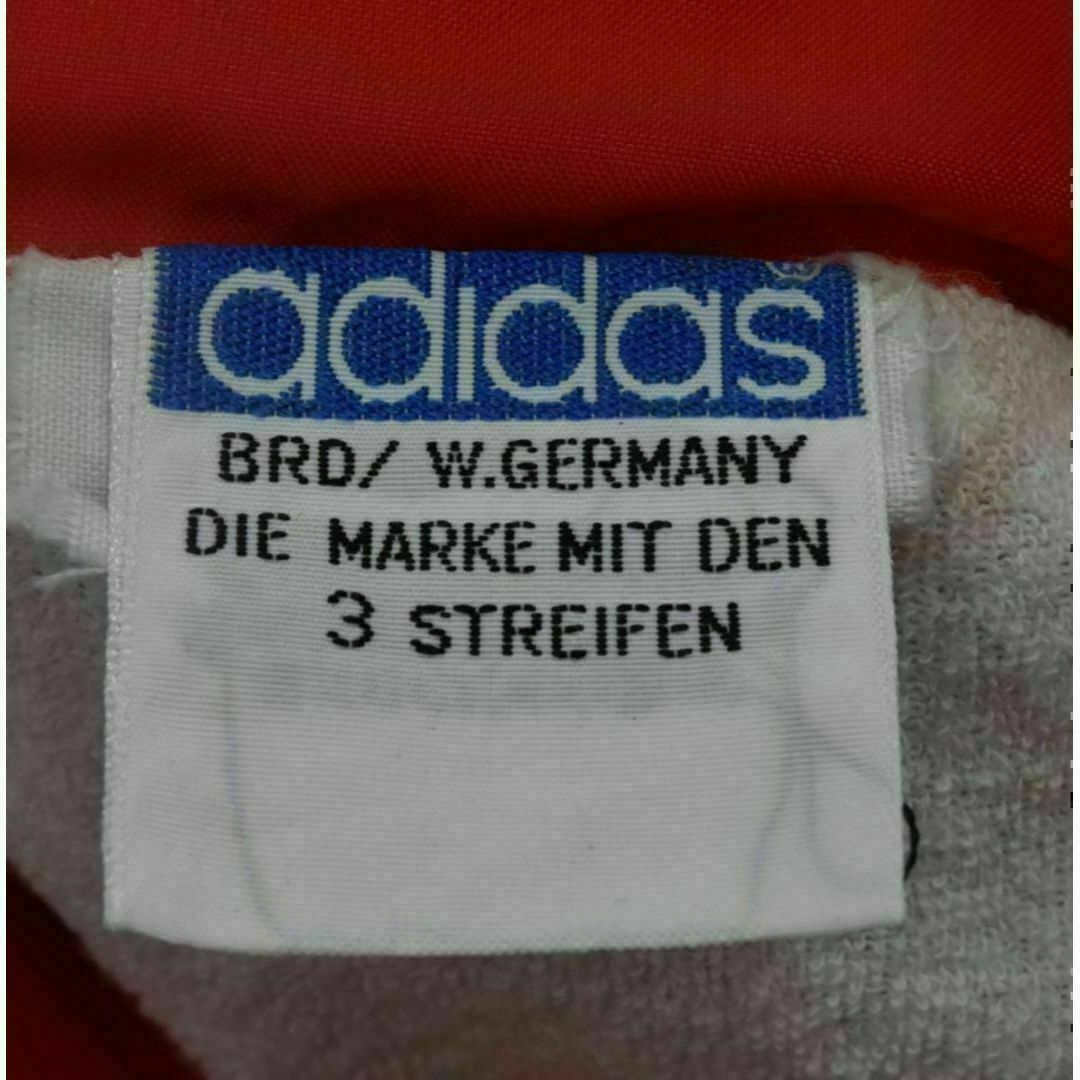 adidas®
BRD/ W.GERMANY
DIE MARKE MIT DEN
3 STREIFEN